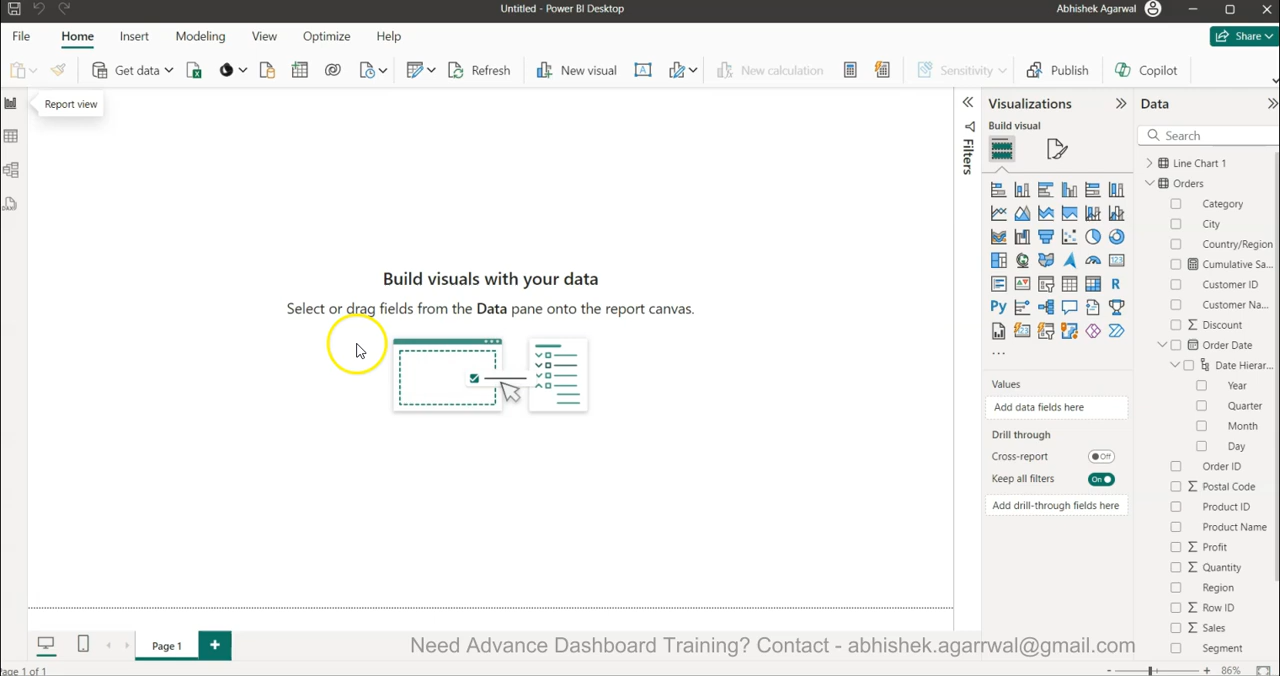 Untitled - Power BI Desktop
Abhishek Agarwal
File
Home
Insert
Modeling
View
Optimize
Help
Share
Get data
Refresh
New visual
New calculation
Sensitivity
Publish
Copilot
Report view
Build visuals with your data
Select or drag fields from the Data pane onto the report canvas.
Filters
Visualizations
Build visual
123
R
Py
Values
Add data fields here
Drill through
Cross-report
Off
Keep all filters
On
Add drill-through fields here
Data
Search
Line Chart 1
Orders
Category
City
Country/Region
Cumulative Sa...
Customer ID
Customer Na...
Discount
Order Date
Date Hierar...
Year
Quarter
Month
Day
Order ID
Postal Code
Product ID
Product Name
Profit
Quantity
Region
Row ID
Sales
Segment
Page 1
Need Advance Dashboard Training? Contact - abhishek.agarrwal@gmail.com
Page 1 of 1
86%